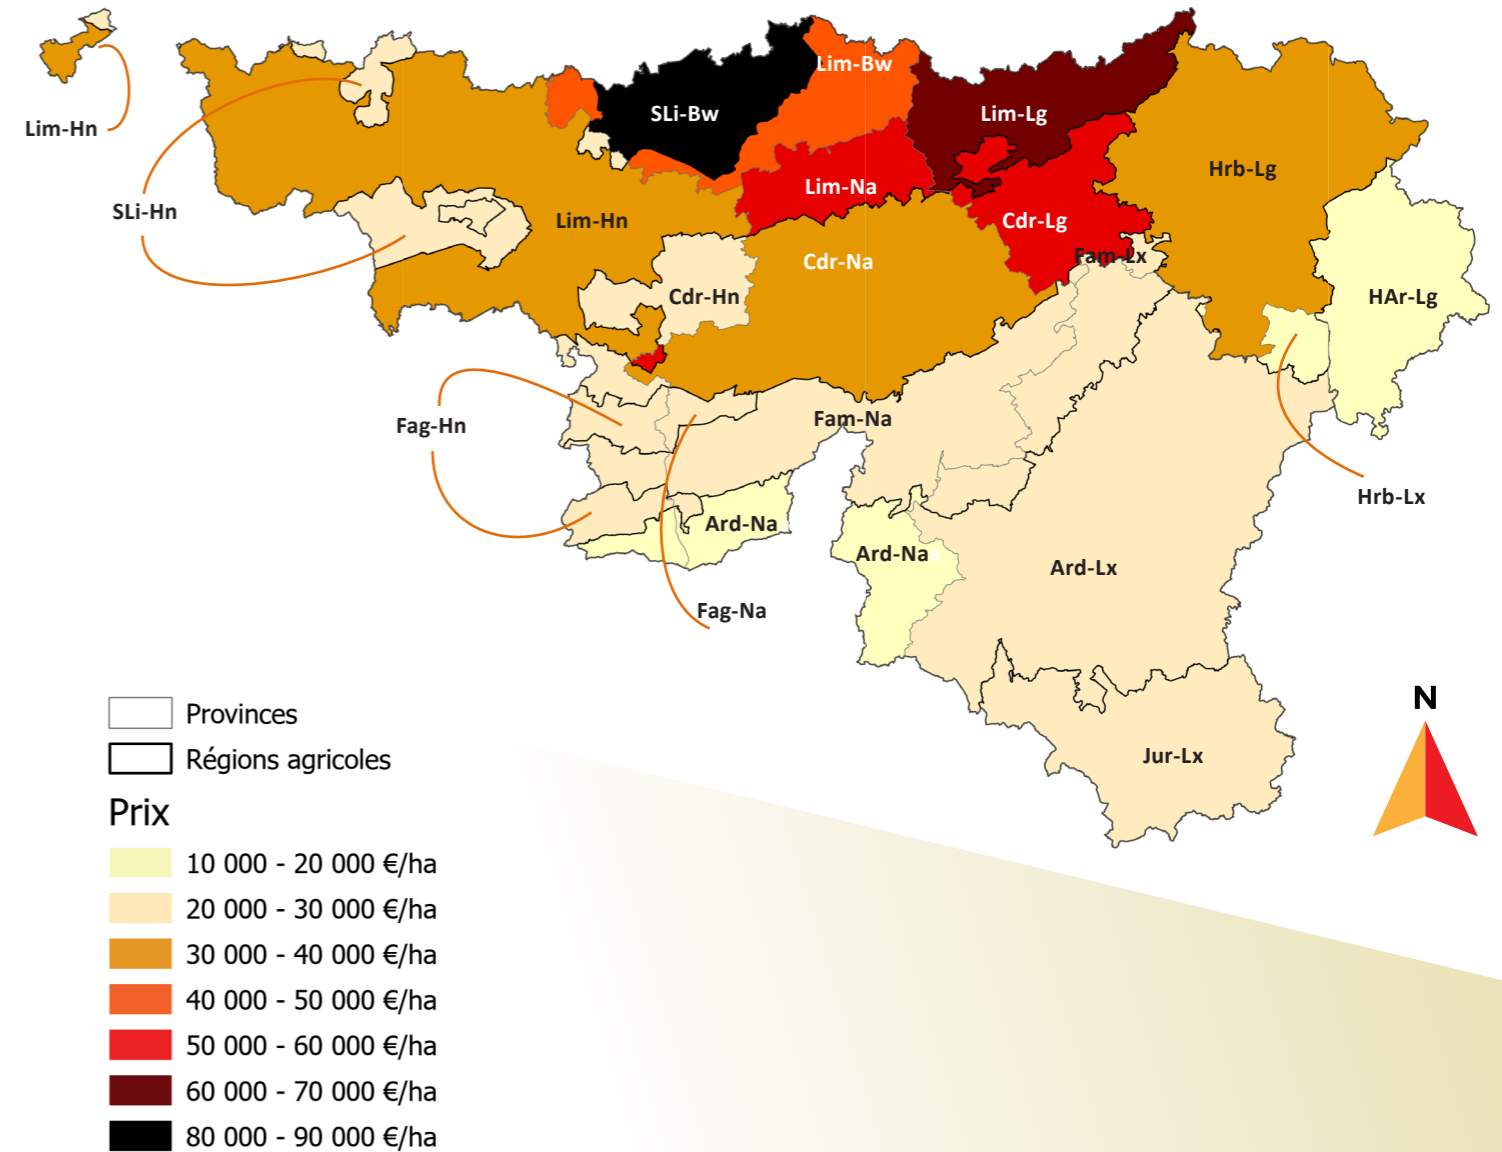 Lim-Hn
SLi-Hn
SLi-Bw
Lim-Bw
Lim-Lg
Lim-Na
Hrb-Lg
Lim-Hn
Cdr-Lg
Cdr-Na
Fam-Lx
Cdr-Hn
HAr-Lg
Fag-Hn
Fam-Na
Hrb-Lx
Ard-Na
Ard-Na
Ard-Lx
Fag-Na
Jur-Lx
N
Provinces
Régions agricoles
Prix
10 000 - 20 000 €/ha
20 000 - 30 000 €/ha
30 000 - 40 000 €/ha
40 000 - 50 000 €/ha
50 000 - 60 000 €/ha
60 000 - 70 000 €/ha
80 000 - 90 000 €/ha